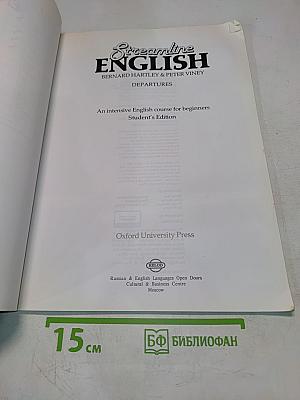 Streamline
ENGLISH
BERNARD HARTLEY & PETER VINEY
DEPARTURES
An intensive English course for beginners
Student's Edition
Oxford University Press
RELOD
Russian & English Languages Open Doors
Cultural & Business Centre
Moscow
15 см
БФ БИБЛИОФАН